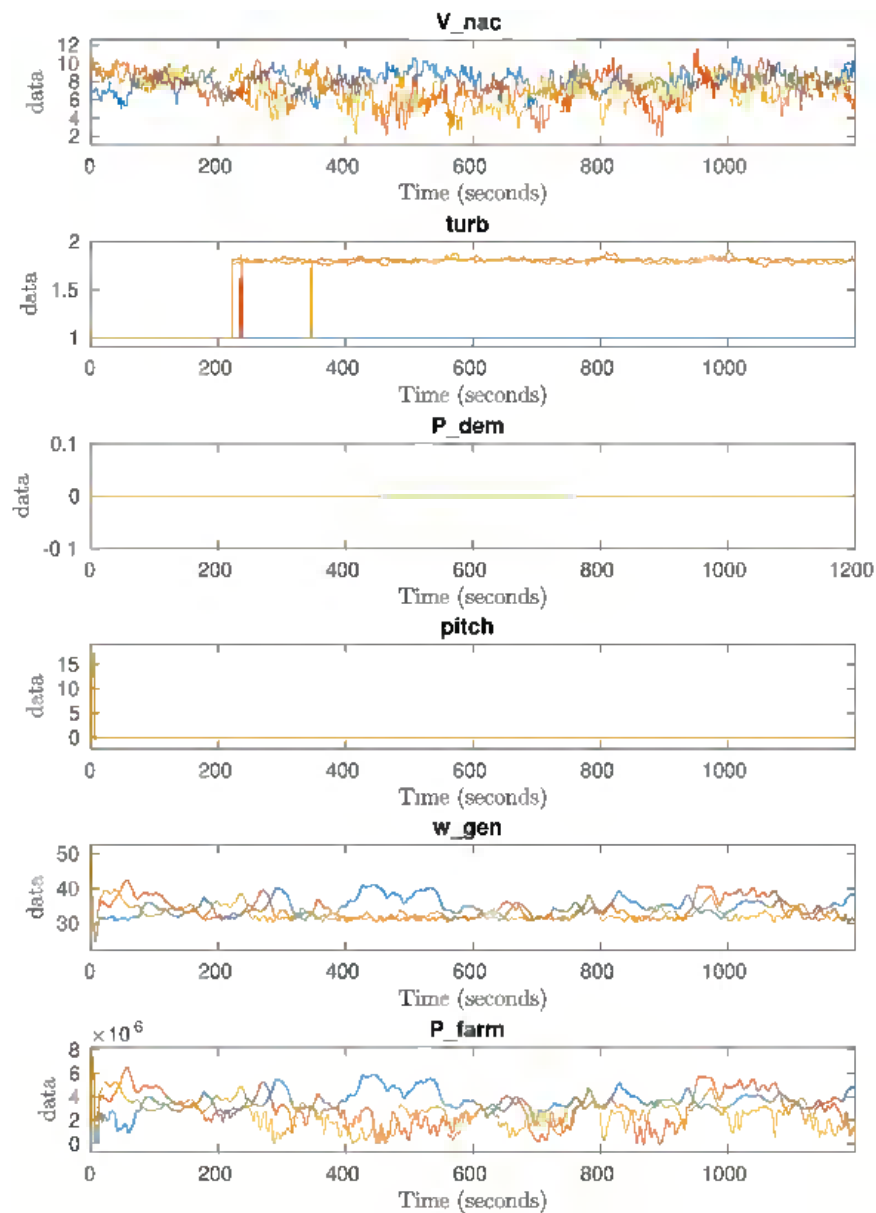 V_nac
12
10
8
6
4
2
data
0 200 400 600 800 1000
Time (seconds)
turb
2
1.5
1
data
0 200 400 600 800 1000
Time (seconds)
P_dem
0.1
0
-0 1
data
0 200 400 600 800 1000 1200
Time (seconds)
pitch
15
10
5
0
data
0 200 400 600 800 1000
Time (seconds)
w_gen
50
40
30
data
0 200 400 600 800 1000
Time (seconds)
P_farm
×10^6
8
6
4
2
0
data
0 200 400 600 800 1000
Time (seconds)